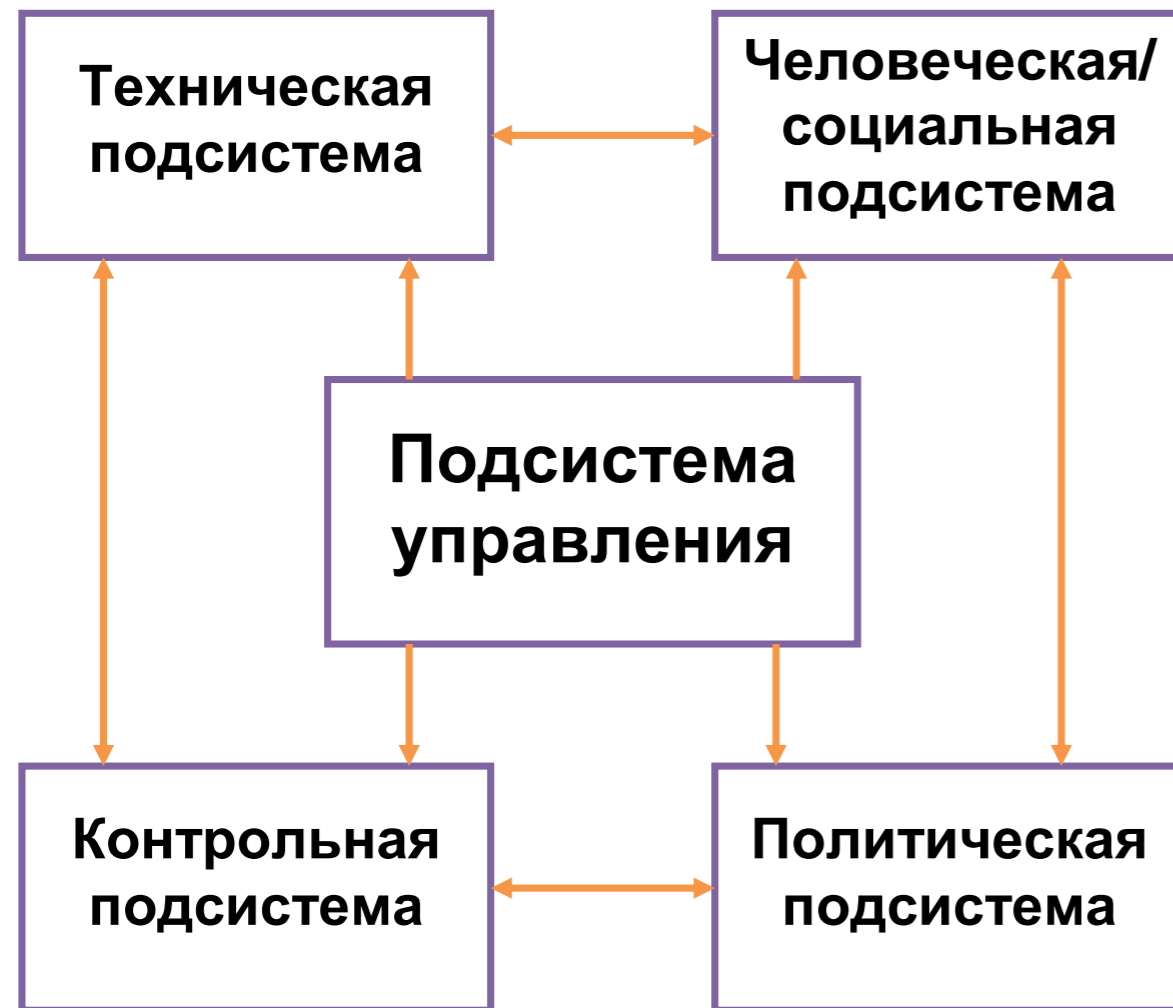 Техническая
подсистема
Человеческая/
социальная
подсистема
Подсистема
управления
Контрольная
подсистема
Политическая
подсистема